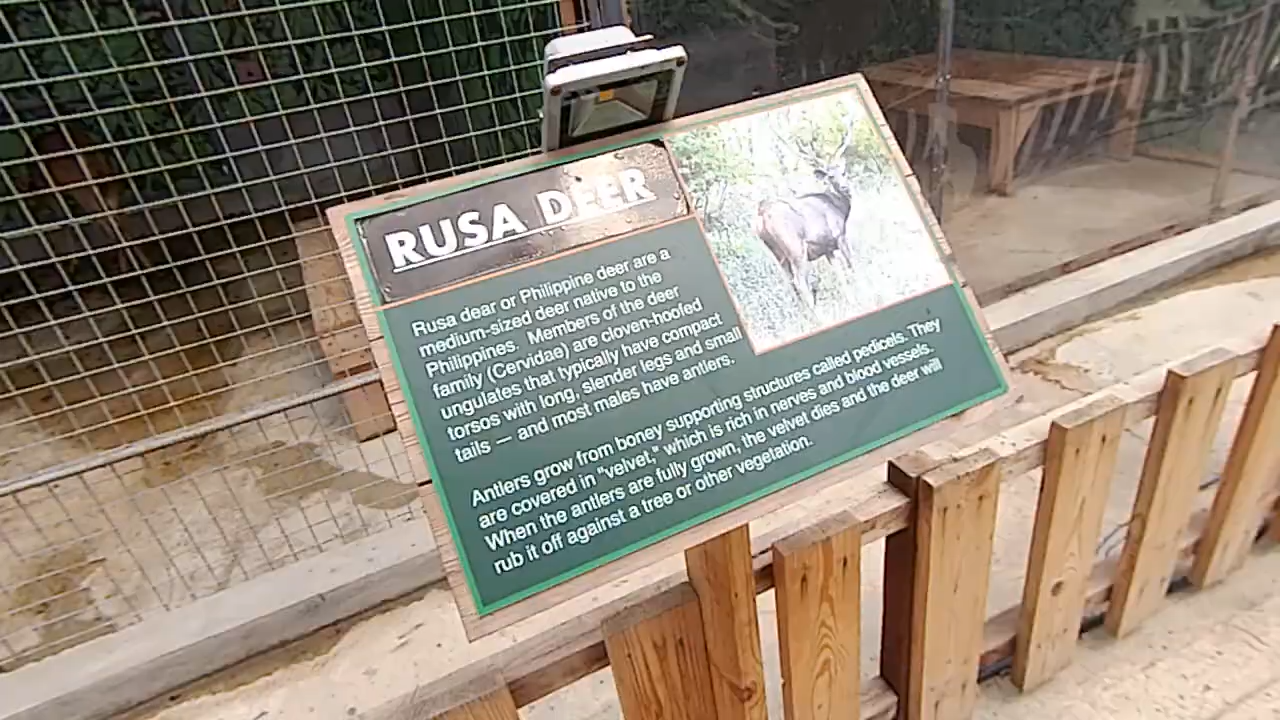 RUSA DEER
Rusa dear or Philippine deer are a
medium-sized deer native to the
Philippines. Members of the deer
family (Cervidae) are cloven-hoofed
ungulates that typically have compact
torsos with long, slender legs and small
tails — and most males have antlers.
Antlers grow from boney supporting structures called pedicels. They
are covered in "velvet," which is rich in nerves and blood vessels.
When the antlers are fully grown, the velvet dies and the deer will
rub it off against a tree or other vegetation.